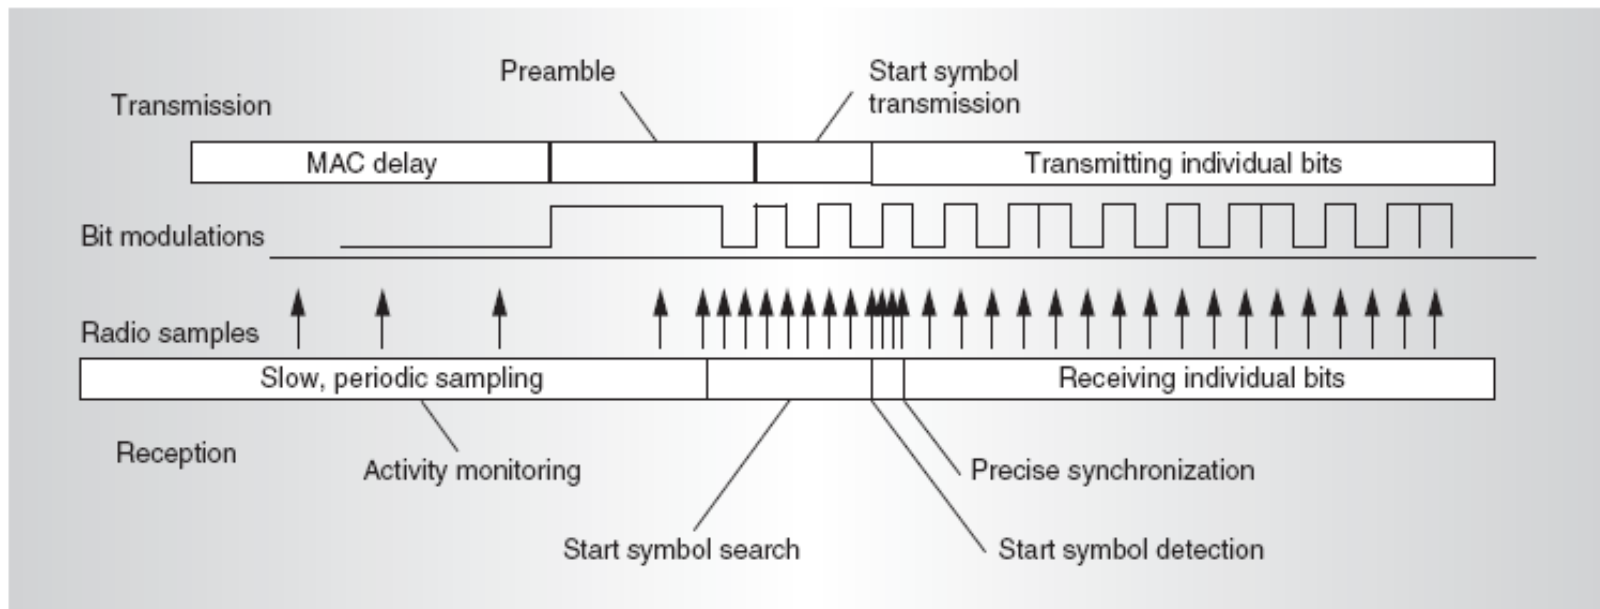 Preamble
Start symbol
transmission
Transmission
MAC delay
Transmitting individual bits
Bit modulations
Radio samples
Slow, periodic sampling
Receiving individual bits
Reception
Activity monitoring
Precise synchronization
Start symbol search
Start symbol detection